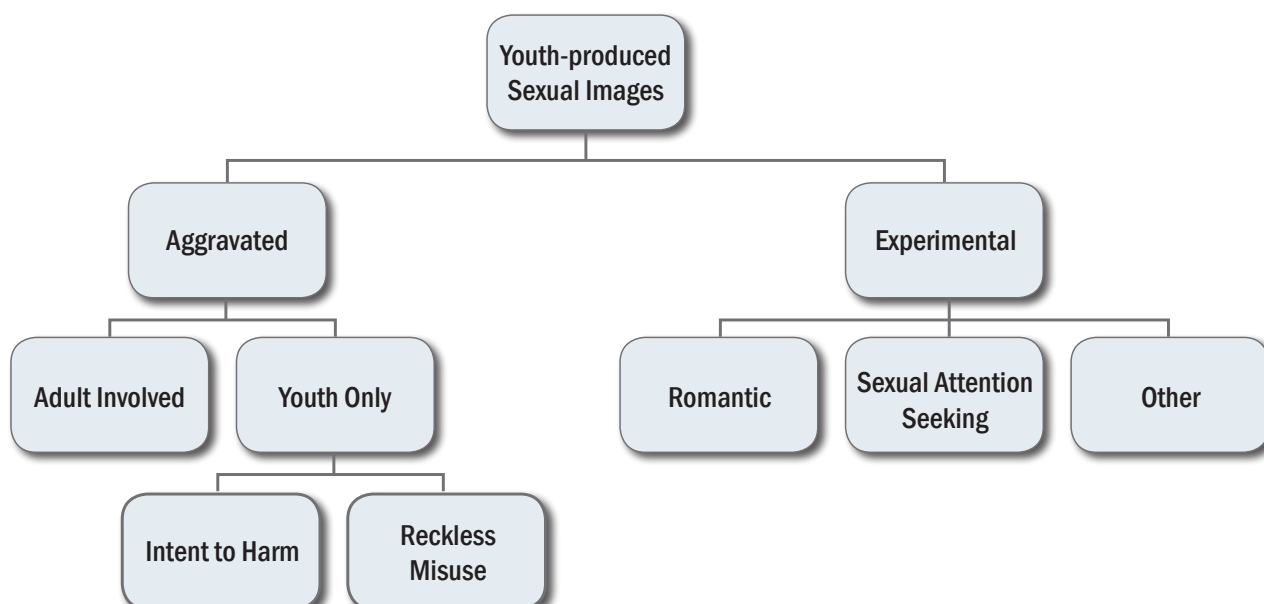 Youth-produced
Sexual Images
Aggravated
Experimental
Adult Involved
Youth Only
Romantic
Sexual Attention
Seeking
Other
Intent to Harm
Reckless
Misuse